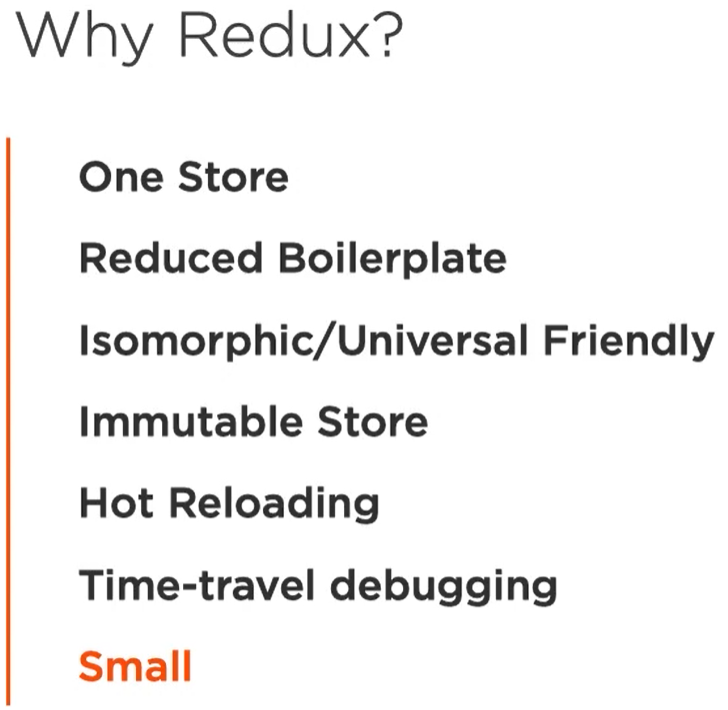 Why Redux?
One Store
Reduced Boilerplate
Isomorphic/Universal Friendly
Immutable Store
Hot Reloading
Time-travel debugging
Small